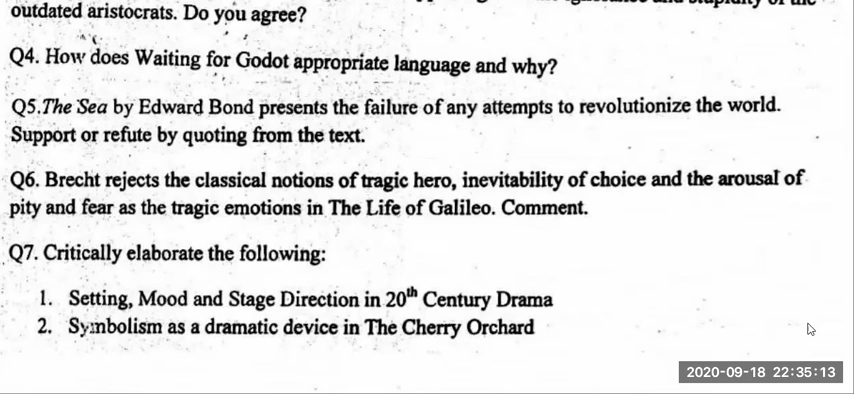 outdated aristocrats. Do you agree?
Q4. How does Waiting for Godot appropriate language and why?
Q5.The Sea by Edward Bond presents the failure of any attempts to revolutionize the world.
Support or refute by quoting from the text.
Q6. Brecht rejects the classical notions of tragic hero, inevitability of choice and the arousal of
pity and fear as the tragic emotions in The Life of Galileo. Comment.
Q7. Critically elaborate the following:
1. Setting, Mood and Stage Direction in 20th Century Drama
2. Symbolism as a dramatic device in The Cherry Orchard
2020-09-18 22:35:13